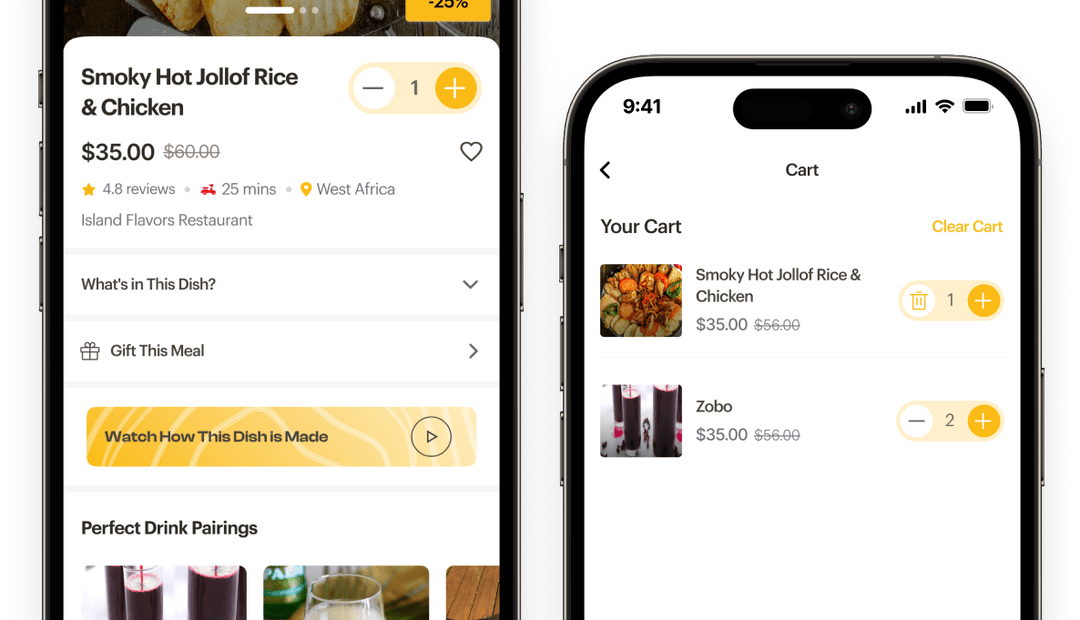 -25%
Smoky Hot Jollof Rice
& Chicken
1
$35.00 $60.00
4.8 reviews • 25 mins • West Africa
Island Flavors Restaurant
What's in This Dish?
Gift This Meal
Watch How This Dish is Made
Perfect Drink Pairings
9:41
Cart
Your Cart
Clear Cart
Smoky Hot Jollof Rice &
Chicken
$35.00 $56.00
1
Zobo
$35.00 $56.00
2